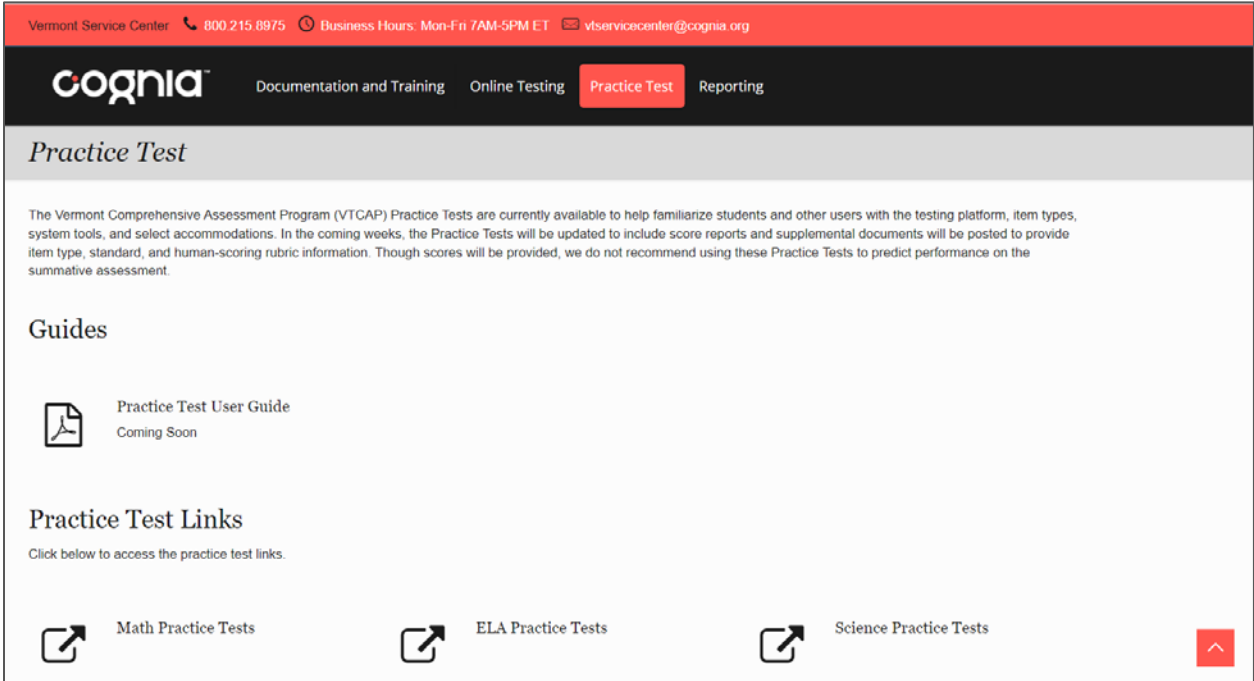 Vermont Service Center 800.215.8975 Business Hours: Mon-Fri 7AM-5PM ET vtservicecenter@cognia.org
cognia™ Documentation and Training Online Testing Practice Test Reporting
Practice Test
The Vermont Comprehensive Assessment Program (VTCAP) Practice Tests are currently available to help familiarize students and other users with the testing platform, item types,
system tools, and select accommodations. In the coming weeks, the Practice Tests will be updated to include score reports and supplemental documents will be posted to provide
item type, standard, and human-scoring rubric information. Though scores will be provided, we do not recommend using these Practice Tests to predict performance on the
summative assessment.
Guides
Practice Test User Guide
Coming Soon
Practice Test Links
Click below to access the practice test links.
Math Practice Tests ELA Practice Tests Science Practice Tests